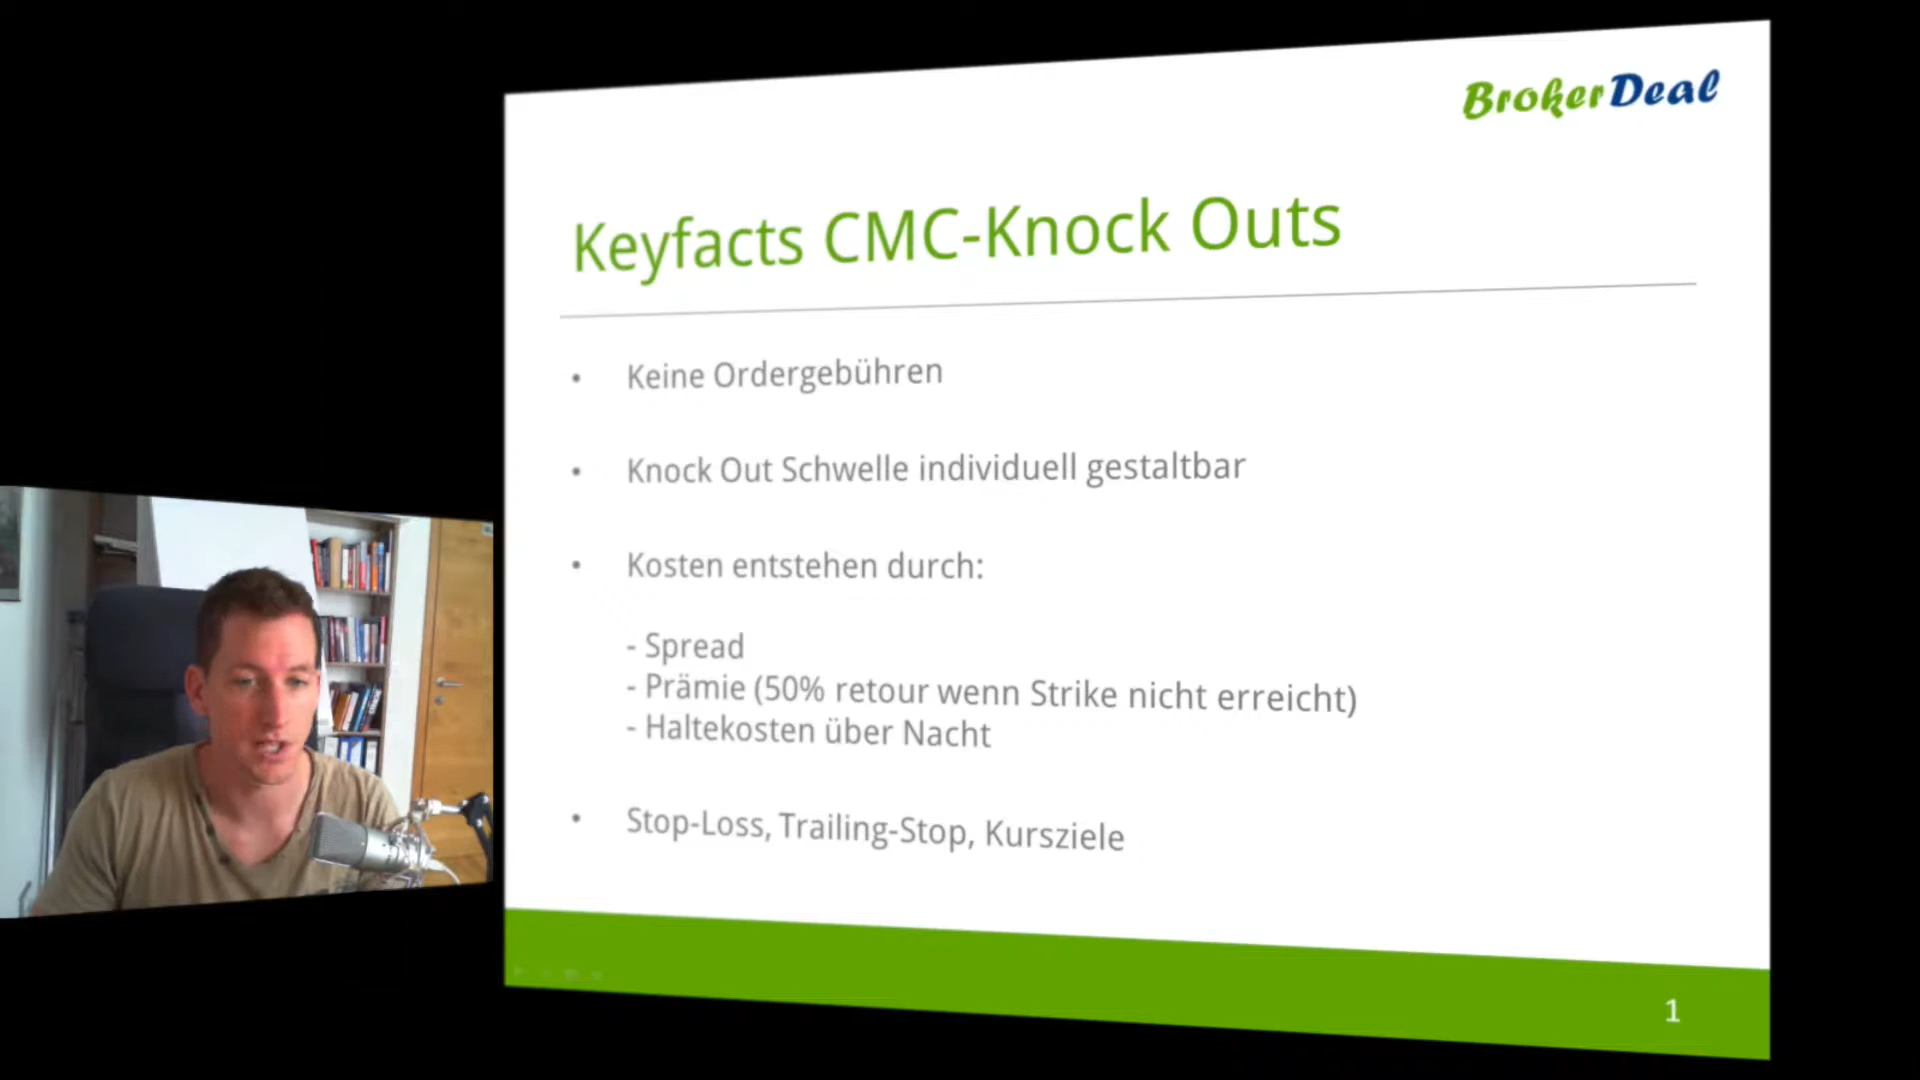 BrokerDeal
Keyfacts CMC-Knock Outs
• Keine Ordergebühren
• Knock Out Schwelle individuell gestaltbar
• Kosten entstehen durch:
- Spread
- Prämie (50% retour wenn Strike nicht erreicht)
- Haltekosten über Nacht
• Stop-Loss, Trailing-Stop, Kursziele
1